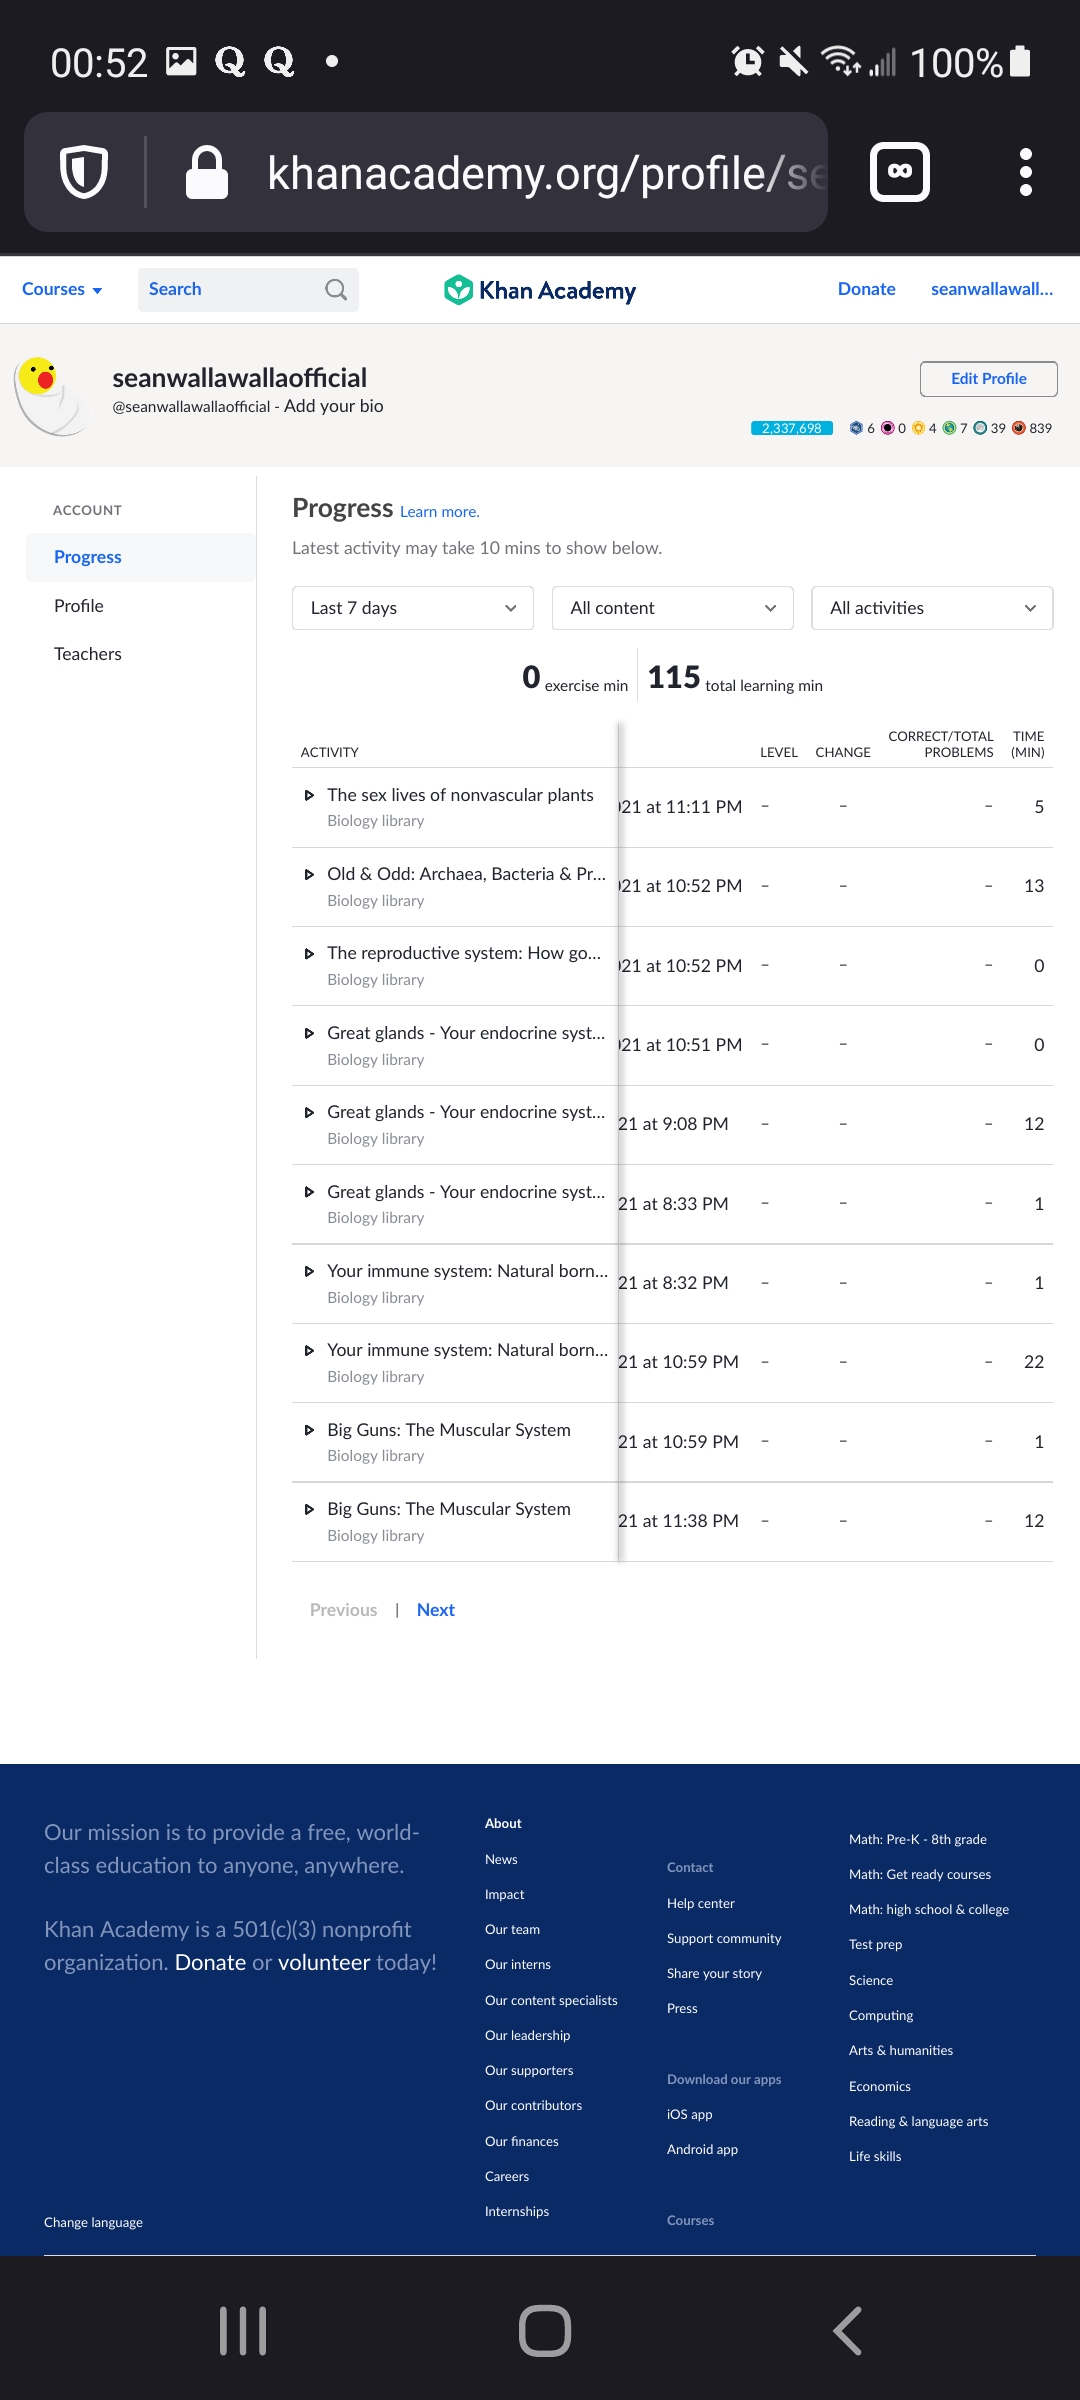 00:52
100%
khanacademy.org/profile/se
Courses
Search
Khan Academy
Donate
seanwallawall...
seanwallawallaofficial
@seanwallawallaofficial - Add your bio
Edit Profile
2,337,698 6 0 4 7 39 839
ACCOUNT
Progress
Profile
Teachers
Progress Learn more.
Latest activity may take 10 mins to show below.
Last 7 days
All content
All activities
0 exercise min
115 total learning min
ACTIVITY LEVEL CHANGE CORRECT/TOTAL PROBLEMS TIME (MIN)
The sex lives of nonvascular plants
Biology library
021 at 11:11 PM – – – 5
Old & Odd: Archaea, Bacteria & Pr...
Biology library
021 at 10:52 PM – – – 13
The reproductive system: How go...
Biology library
021 at 10:52 PM – – – 0
Great glands - Your endocrine syst...
Biology library
021 at 10:51 PM – – – 0
Great glands - Your endocrine syst...
Biology library
21 at 9:08 PM – – – 12
Great glands - Your endocrine syst...
Biology library
21 at 8:33 PM – – – 1
Your immune system: Natural born...
Biology library
21 at 8:32 PM – – – 1
Your immune system: Natural born...
Biology library
21 at 10:59 PM – – – 22
Big Guns: The Muscular System
Biology library
21 at 10:59 PM – – – 1
Big Guns: The Muscular System
Biology library
21 at 11:38 PM – – – 12
Previous | Next
Our mission is to provide a free, world-
class education to anyone, anywhere.
Khan Academy is a 501(c)(3) nonprofit
organization. Donate or volunteer today!
Change language
About
News
Impact
Our team
Our interns
Our content specialists
Our leadership
Our supporters
Our contributors
Our finances
Careers
Internships
Contact
Help center
Support community
Share your story
Press
Download our apps
iOS app
Android app
Courses
Math: Pre-K - 8th grade
Math: Get ready courses
Math: high school & college
Test prep
Science
Computing
Arts & humanities
Economics
Reading & language arts
Life skills